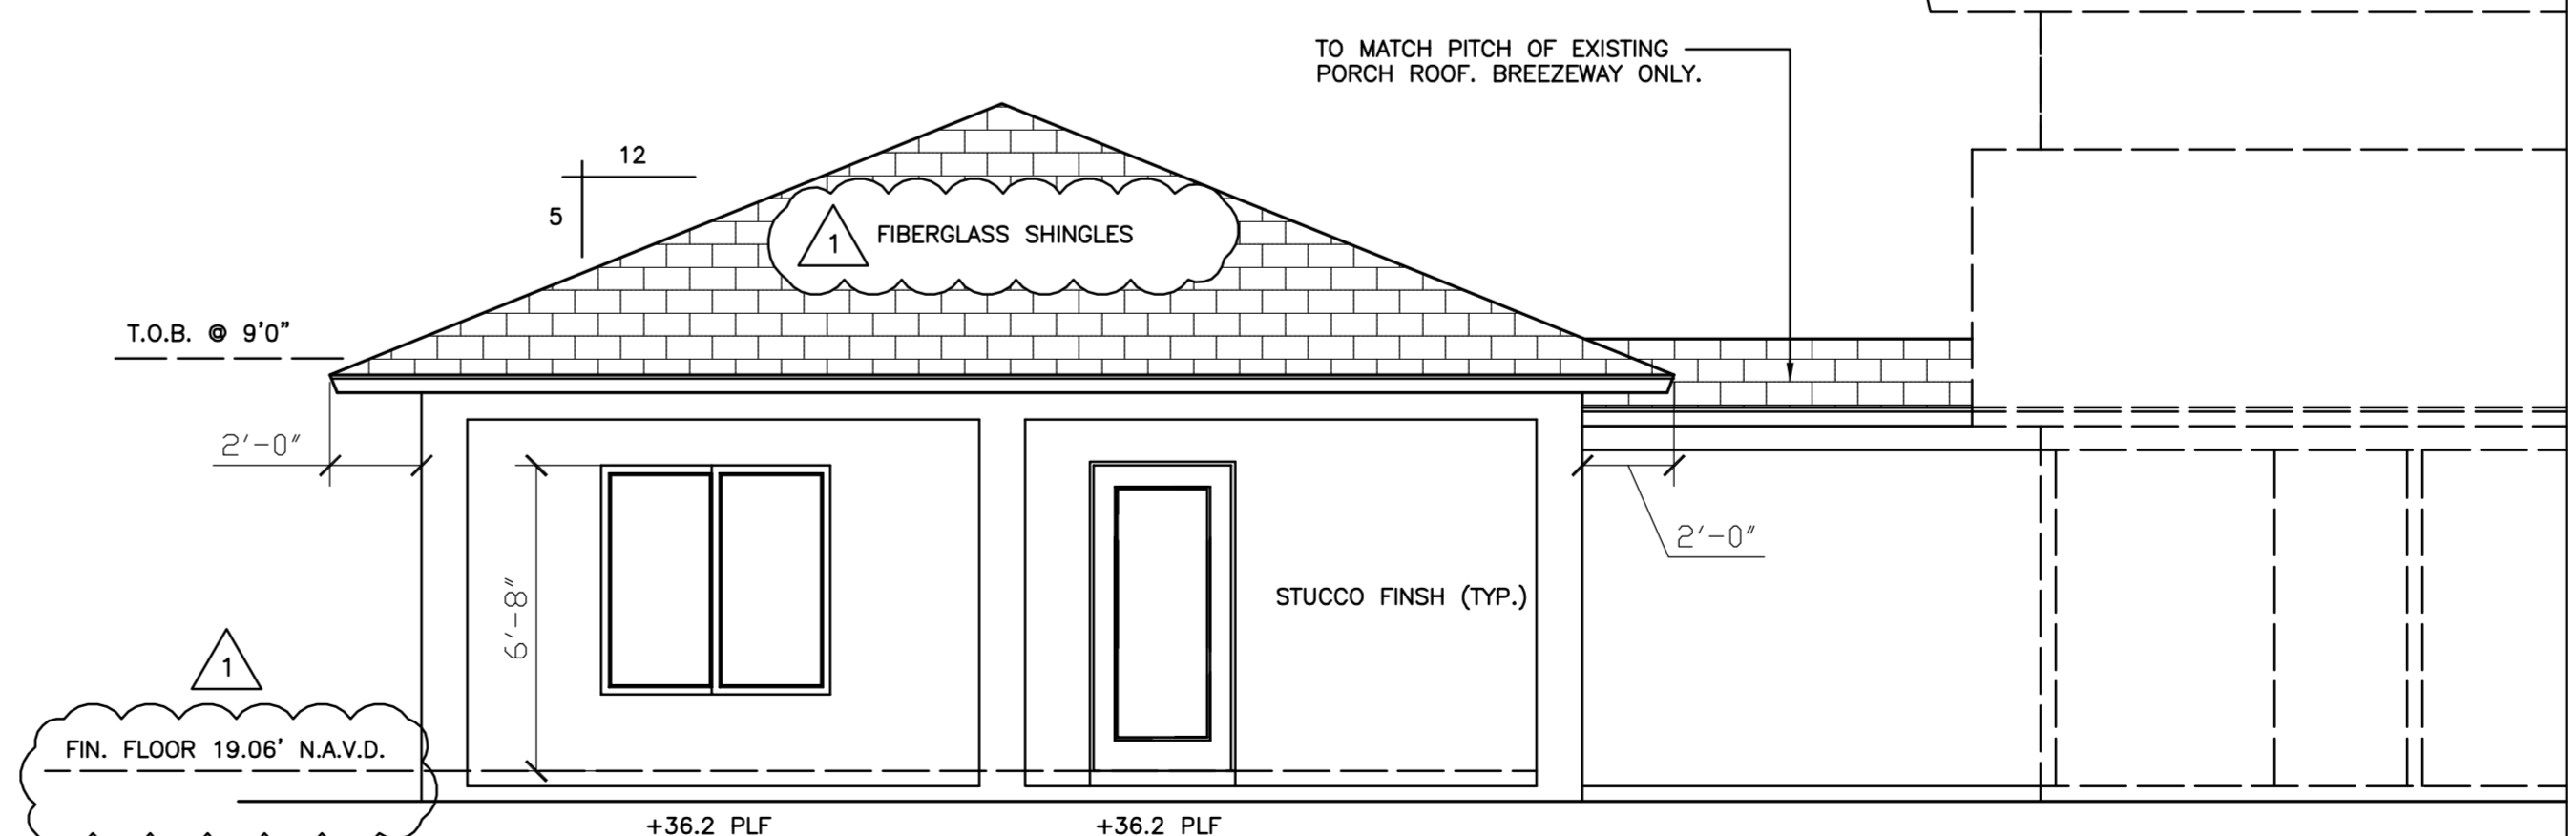 TO MATCH PITCH OF EXISTING
PORCH ROOF. BREEZEWAY ONLY.
12
5
1 FIBERGLASS SHINGLES
T.O.B. @ 9'0"
2'-0"
2'-0"
6'-8"
STUCCO FINSH (TYP.)
1
FIN. FLOOR 19.06' N.A.V.D.
+36.2 PLF +36.2 PLF